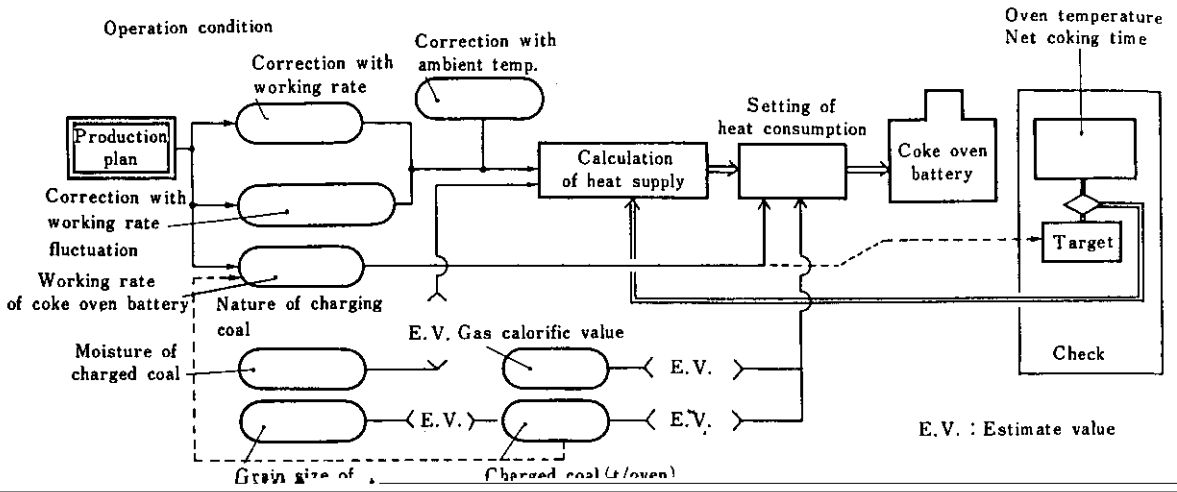 Operation condition
Correction with
working rate
Correction with
ambient temp.
Oven temperature
Net coking time
Production
plan
Setting of
heat consumption
Calculation
of heat supply
Coke oven
battery
Correction with
working rate
fluctuation
Target
Working rate
of coke oven battery
Nature of charging
coal
E.V. Gas calorific value
Moisture of
charged coal
E.V.
Check
E.V.
E.V.
E.V. : Estimate value
Grain size of
Charged coal (t/oven)